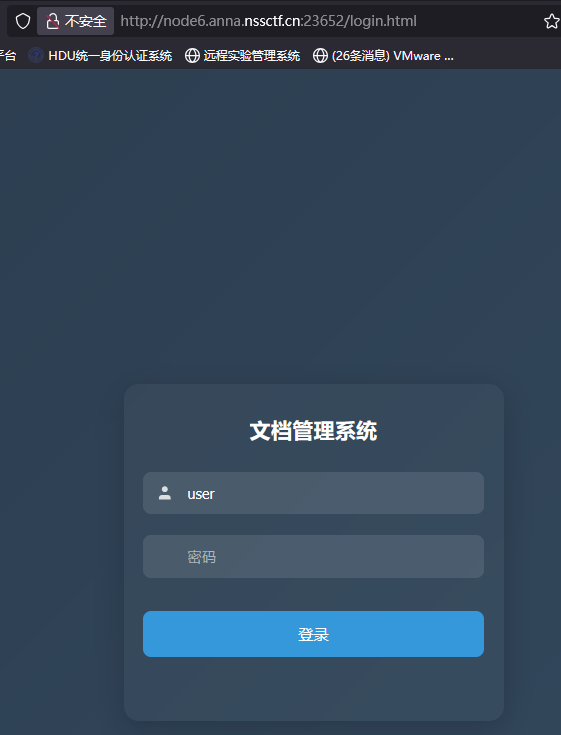 不安全 http://node6.anna.nssctf.cn:23652/login.html
平台 HDU统一身份认证系统 远程实验管理系统 (26条消息) VMware ...
文档管理系统
user
密码
登录